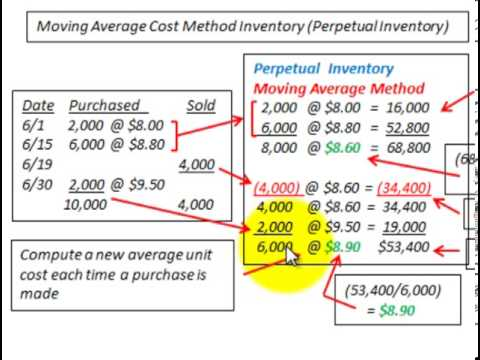 Moving Average Cost Method Inventory (Perpetual Inventory)
Date Purchased Sold
6/1 2,000 @ $8.00
6/15 6,000 @ $8.80
6/19 4,000
6/30 2,000 @ $9.50
10,000 4,000
Compute a new average unit
cost each time a purchase is
made
Perpetual Inventory
Moving Average Method
2,000 @ $8.00 = 16,000
6,000 @ $8.80 = 52,800
8,000 @ $8.60 = 68,800
(4,000) @ $8.60 = (34,400)
4,000 @ $8.60 = 34,400
2,000 @ $9.50 = 19,000
6,000 @ $8.90 $53,400
(68
(53,400/6,000)
= $8.90